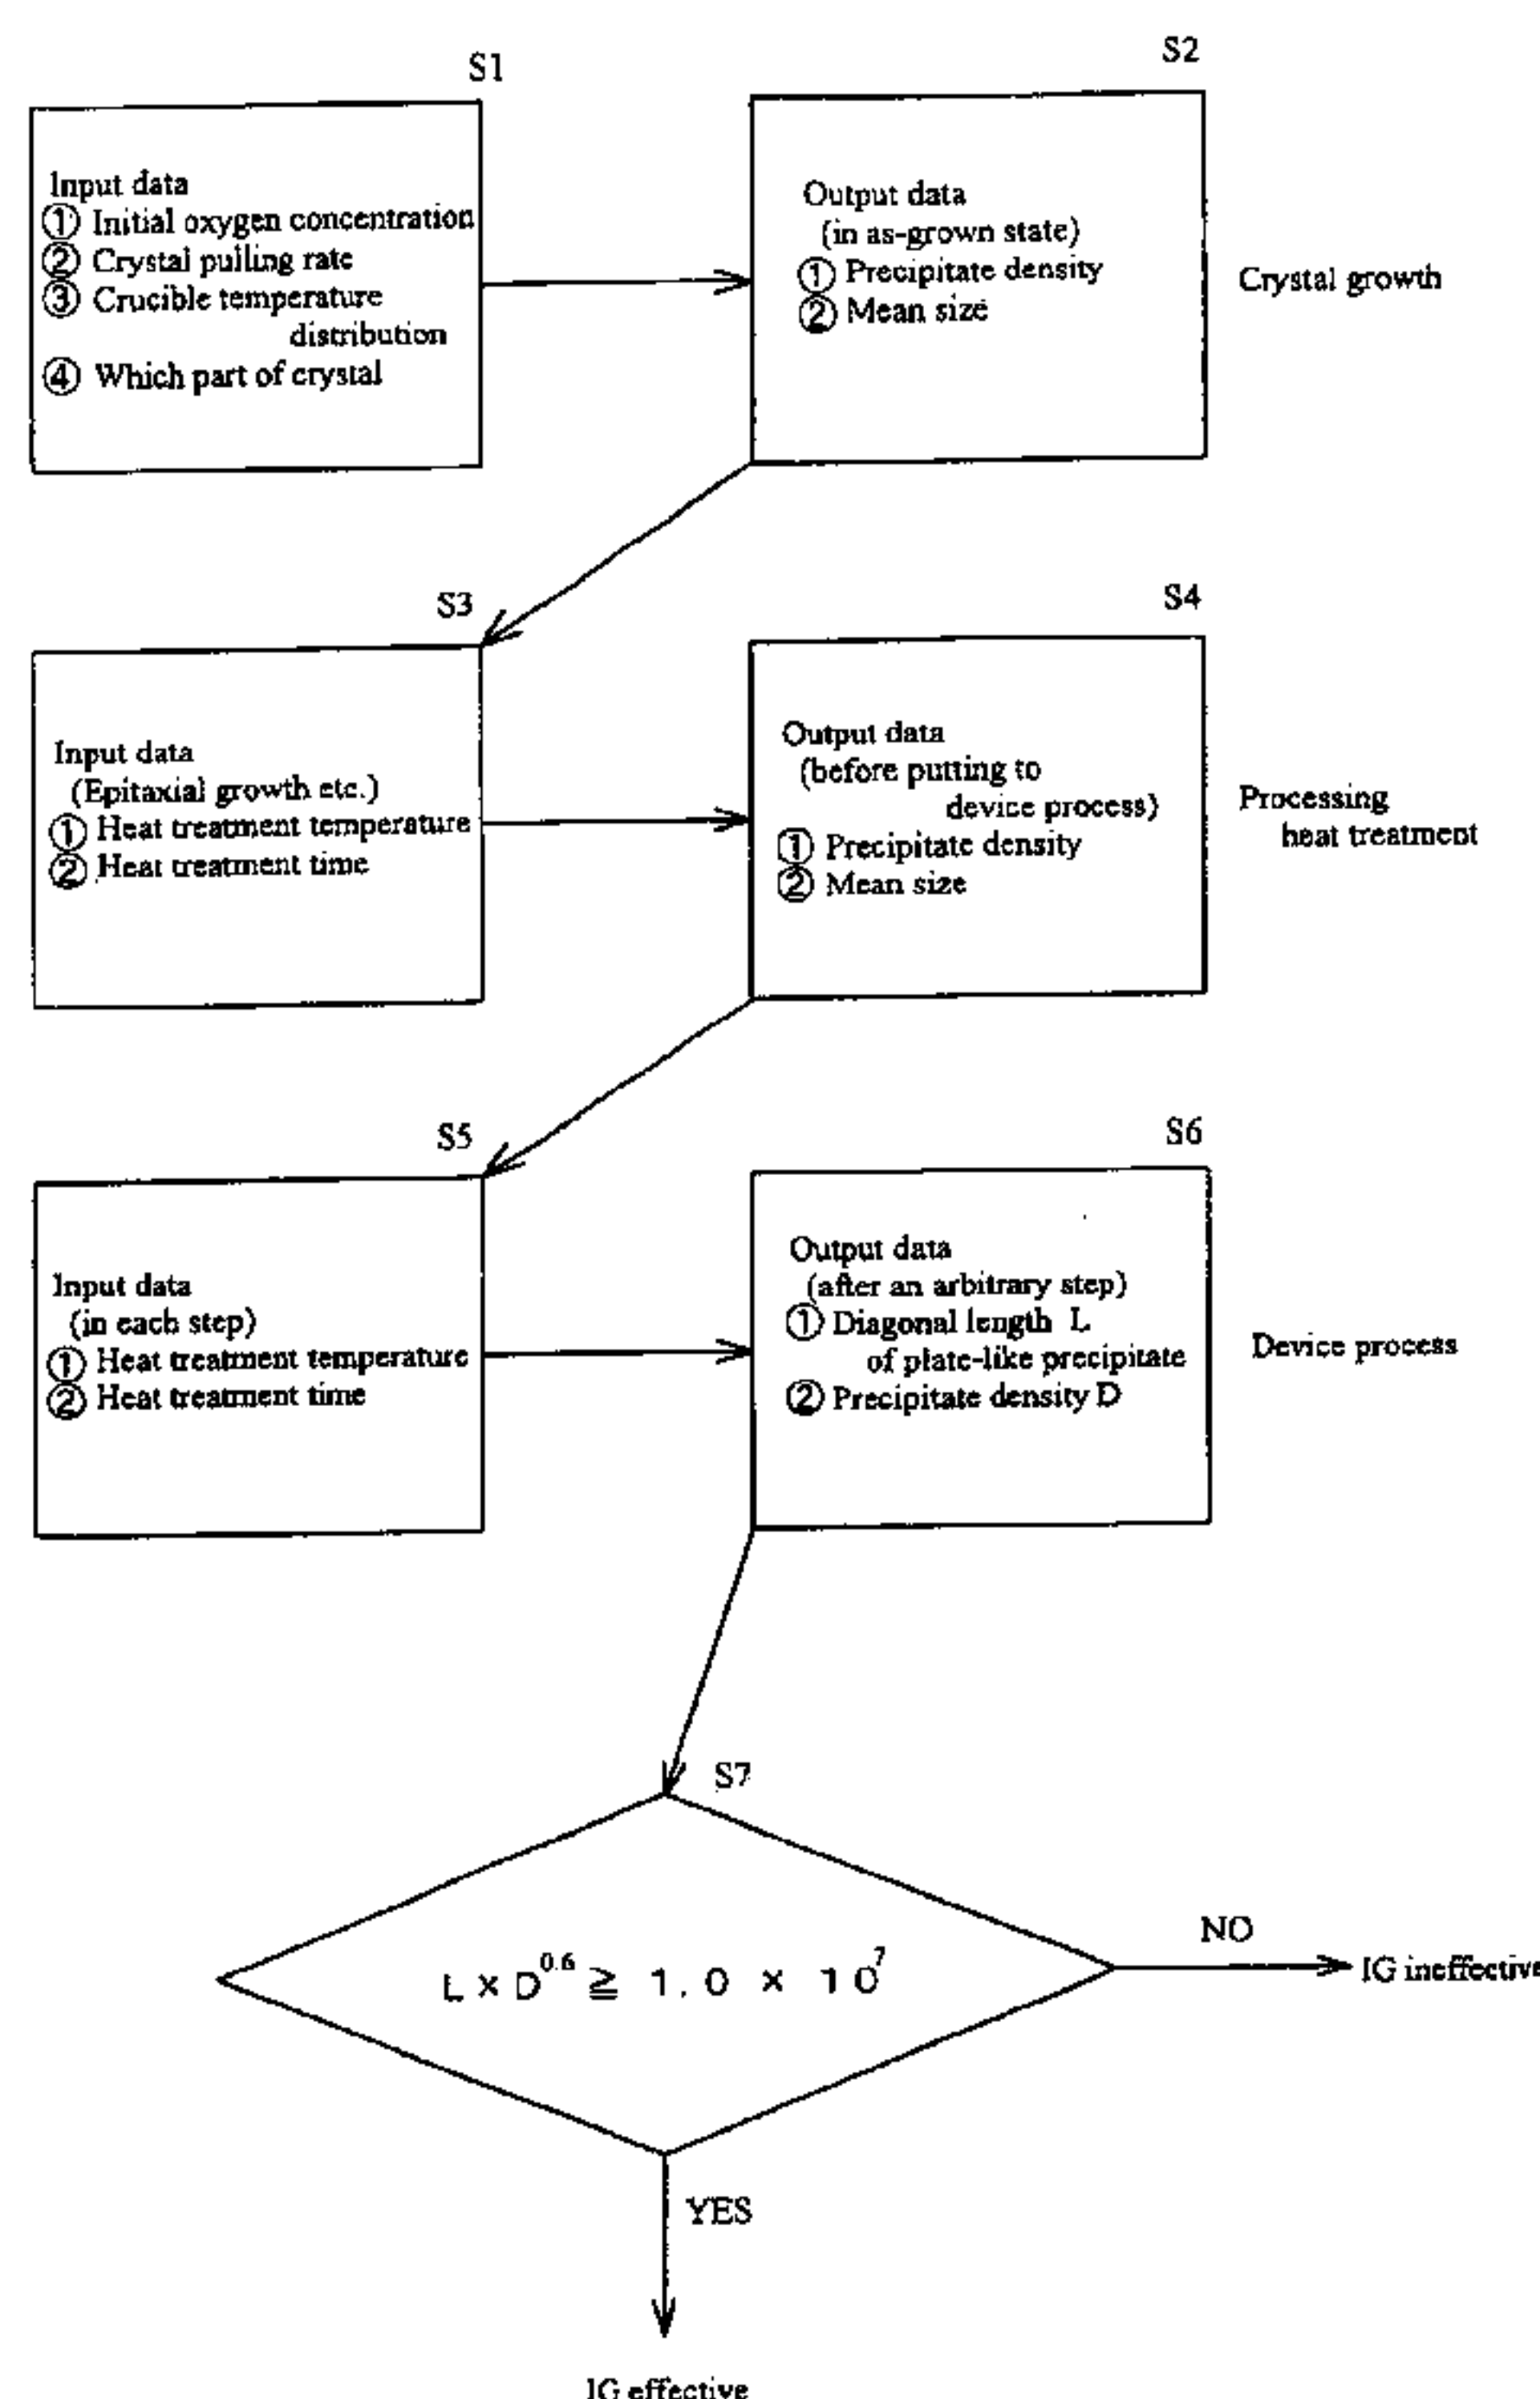 S1
Input data
① Initial oxygen concentration
② Crystal pulling rate
③ Crucible temperature
distribution
④ Which part of crystal
S2
Output data
(in as-grown state)
① Precipitate density
② Mean size
Crystal growth
S3
Input data
(Epitaxial growth etc.)
① Heat treatment temperature
② Heat treatment time
S4
Output data
(before putting to
device process)
① Precipitate density
② Mean size
Processing
heat treatment
S5
Input data
(in each step)
① Heat treatment temperature
② Heat treatment time
S6
Output data
(after an arbitrary step)
① Diagonal length L
of plate-like precipitate
② Precipitate density D
Device process
S7
L × D^0.6 ≧ 1.0 × 10^7
NO
IG ineffective
YES
IG effective